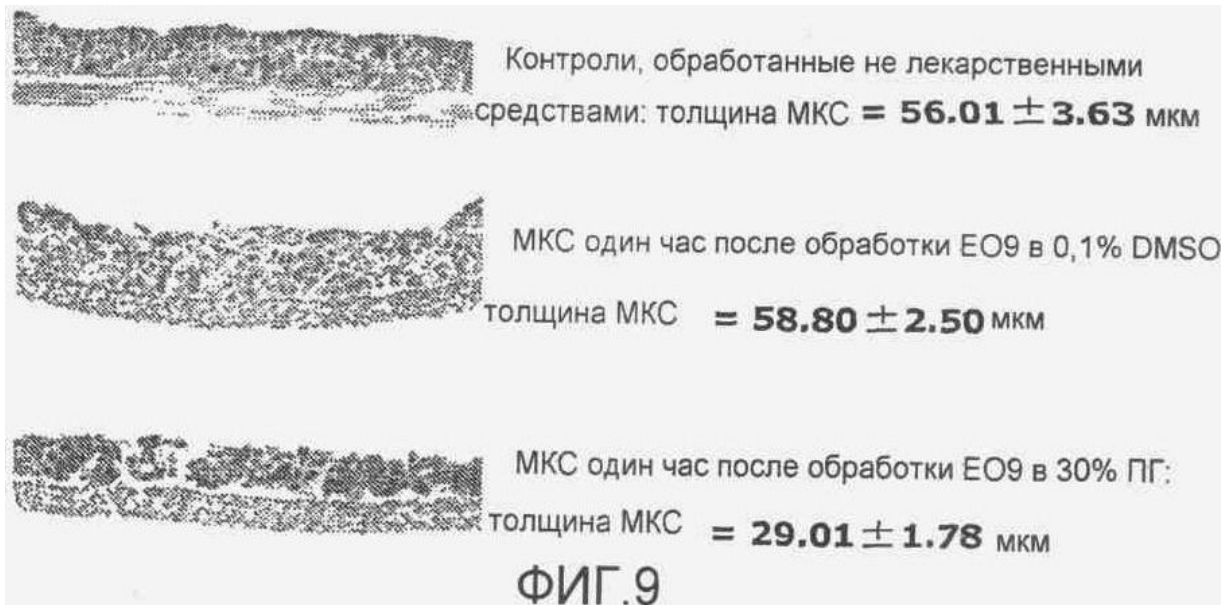 Контроли, обработанные не лекарственными
средствами: толщина МКС = 56.01 ± 3.63 мкм
МКС один час после обработки ЕО9 в 0,1% DMSO
толщина МКС = 58.80 ± 2.50 мкм
МКС один час после обработки ЕО9 в 30% ПГ:
толщина МКС = 29.01 ± 1.78 мкм
ФИГ.9